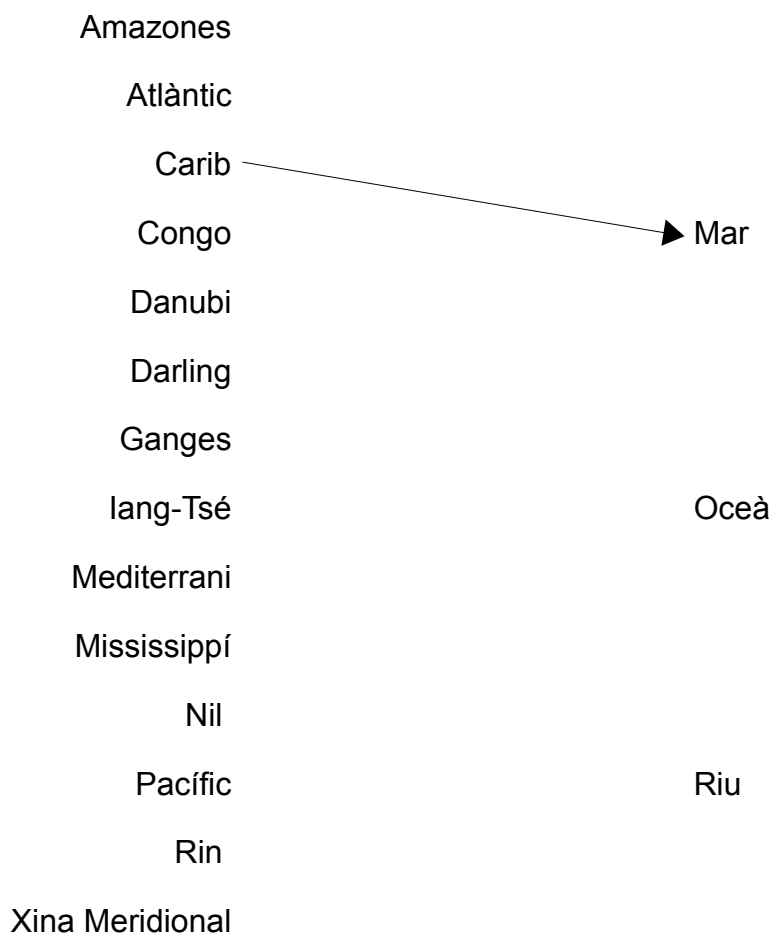 Amazones
Atlàntic
Carib
Congo
Mar
Danubi
Darling
Ganges
Iang-Tsé
Oceà
Mediterrani
Mississippí
Nil
Pacífic
Riu
Rin
Xina Meridional